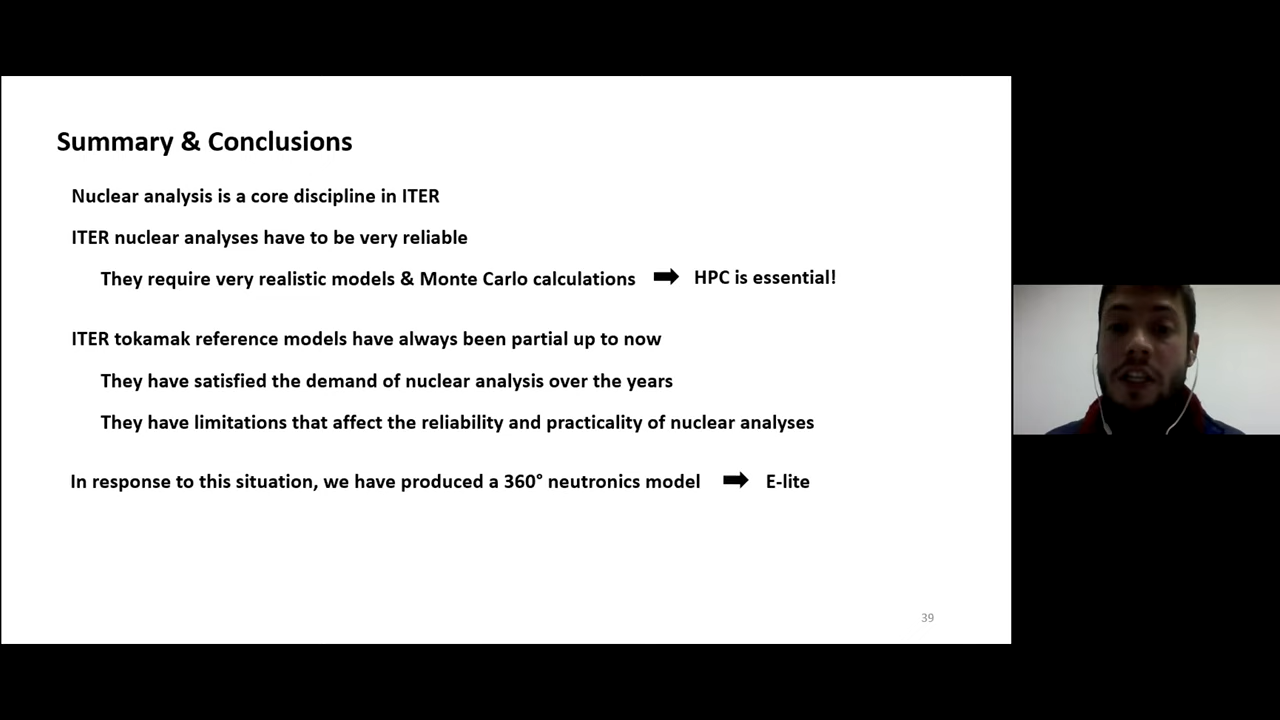 Summary & Conclusions
Nuclear analysis is a core discipline in ITER
ITER nuclear analyses have to be very reliable
They require very realistic models & Monte Carlo calculations ➡ HPC is essential!
ITER tokamak reference models have always been partial up to now
They have satisfied the demand of nuclear analysis over the years
They have limitations that affect the reliability and practicality of nuclear analyses
In response to this situation, we have produced a 360° neutronics model ➡ E-lite
39